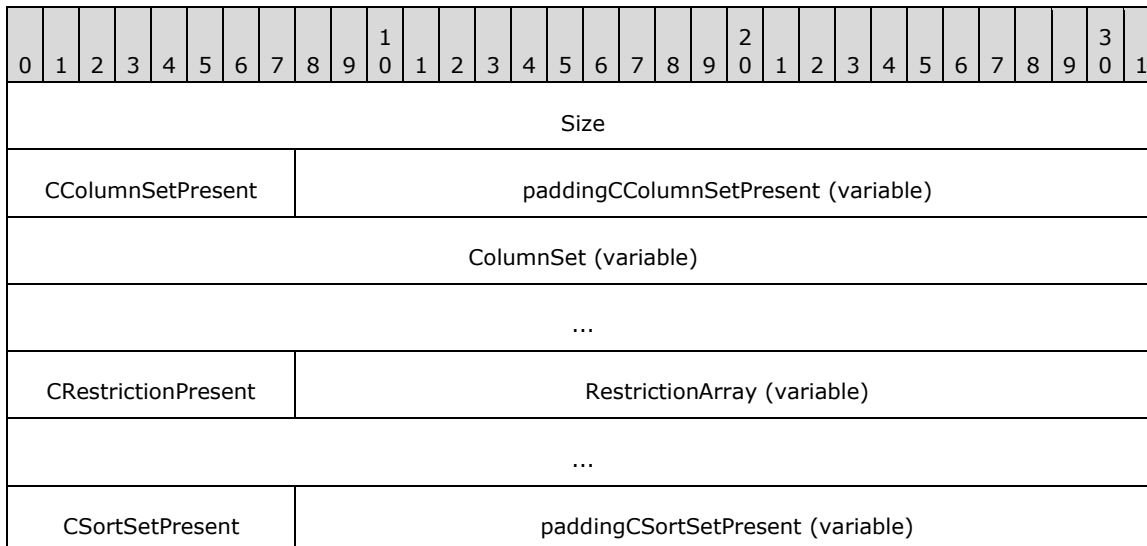 1 2 3
0 1 2 3 4 5 6 7 8 9 0 1 2 3 4 5 6 7 8 9 0 1 2 3 4 5 6 7 8 9 0 1
Size
CColumnSetPresent paddingCColumnSetPresent (variable)
ColumnSet (variable)
...
CRestrictionPresent RestrictionArray (variable)
...
CSortSetPresent paddingCSortSetPresent (variable)